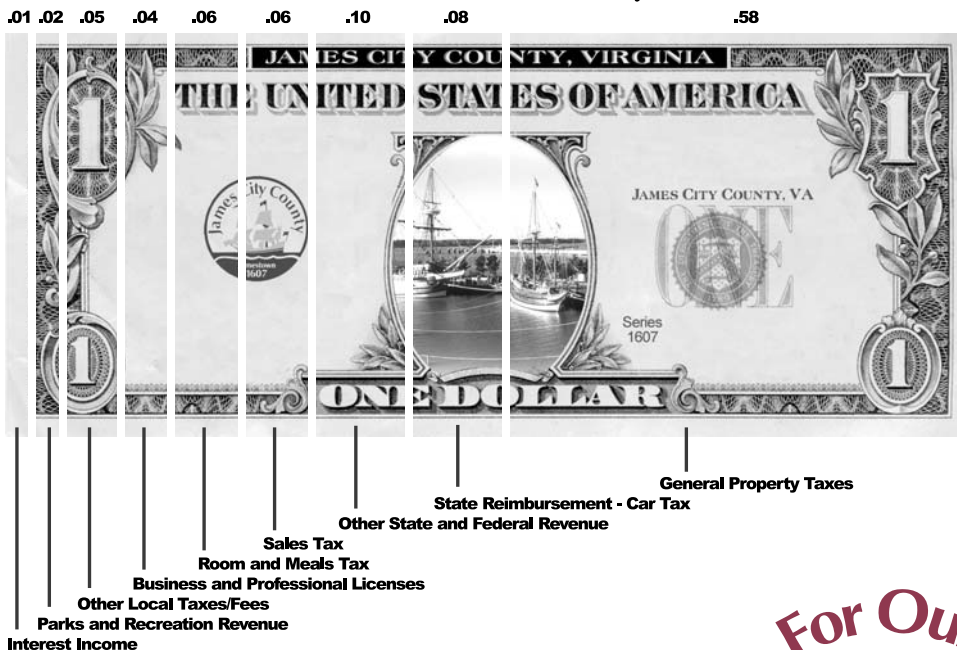 .01 .02 .05 .04 .06 .06 .10 .08 .58
JAMES CITY COUNTY, VIRGINIA
THE UNITED STATES OF AMERICA
1
1
James City County
Jamestown
1607
JAMES CITY COUNTY, VA
ONE
Series
1607
1
1
ONE DOLLAR
General Property Taxes
State Reimbursement - Car Tax
Other State and Federal Revenue
Sales Tax
Room and Meals Tax
Business and Professional Licenses
Other Local Taxes/Fees
Parks and Recreation Revenue
Interest Income
For Ou